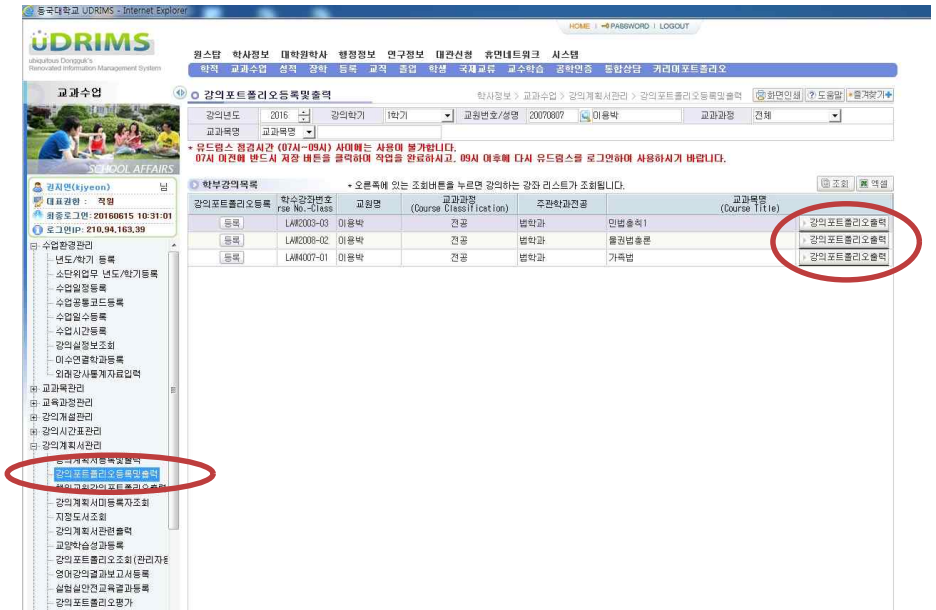 동국대학교 UDRIMS - Internet Explorer
HOME | PASSWORD | LOGOUT
UDRIMS
ubiquitous Dongguk's
Renovated Information Management System
원스탑 학사정보 대학원학사 행정정보 연구정보 대관신청 휴먼네트워크 시스템
학적 교과수업 성적 장학 등록 교직 졸업 학생 국제교류 교수학습 공학인증 통합상담 커리어포트폴리오
교과수업
SCHOOL AFFAIRS
권지연(kjyeon) 님
대표권한 : 직원
최종로그인: 20160615 10:31:01
로그인IP: 210,94,163,39
수업환경관리
년도/학기 등록
소단위업무 년도/학기등록
수업일정등록
수업공통코드등록
수업일수등록
수업시간등록
강의실정보조회
이수연결학과등록
외래강사통계자료입력
교과목관리
교육과정관리
강의개설관리
강의시간표관리
강의계획서관리
강의계획서등록및출력
강의포트폴리오등록및출력
책임교원강의포트폴리오출력
강의계획서미등록자조회
지정도서조회
강의계획서관련출력
교양학습성과등록
강의포트폴리오조회(관리자용
영어강의결과보고서등록
실험실안전교육결과등록
강의포트폴리오평가
강의포트폴리오등록및출력
학사정보 > 교과수업 > 강의계획서관리 > 강의포트폴리오등록및출력 화면인쇄 ? 도움말 즐겨찾기
강의년도 2016 강의학기 1학기 교원번호/성명 20070807 이용박 교과과정 전체
교과목명 교과목명
* 유드림스 점검시간 (07시~09시) 사이에는 사용이 불가합니다.
07시 이전에 반드시 저장 버튼을 클릭하여 작업을 완료하시고, 09시 이후에 다시 유드림스를 로그인하여 사용하시기 바랍니다.
학부강의목록 * 오른쪽에 있는 조회버튼을 누르면 강의하는 강좌 리스트가 조회됩니다. 조회 엑셀
강의포트폴리오등록 학수강좌번호 교원명 교과과정 주관학과전공 교과목명
rse No.-Class (Course Classification) (Course Title)
등록 LAW2003-03 이용박 전공 법학과 민법총칙1 강의포트폴리오출력
등록 LAW2008-02 이용박 전공 법학과 물권법총론 강의포트폴리오출력
등록 LAW4007-01 이용박 전공 법학과 가족법 강의포트폴리오출력